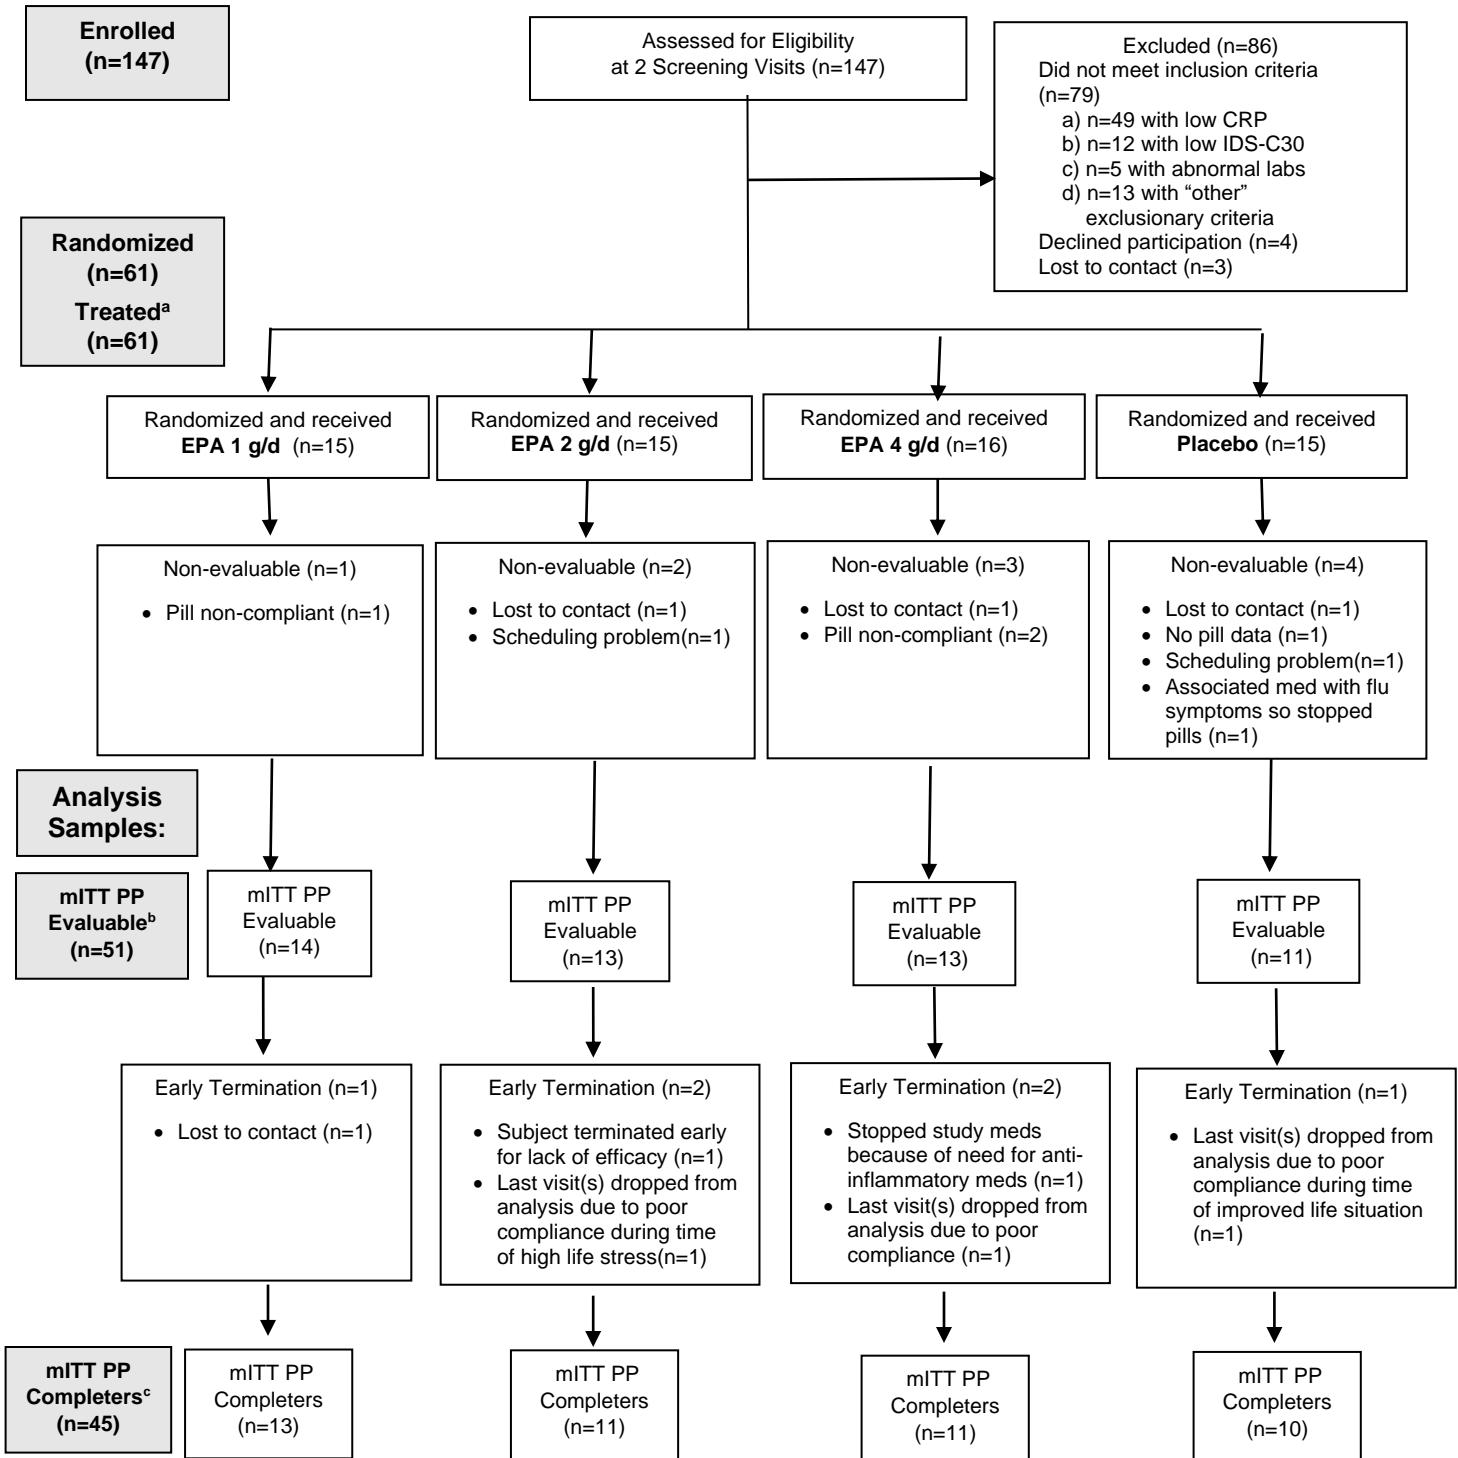 Enrolled
(n=147)
Assessed for Eligibility
at 2 Screening Visits (n=147)
Excluded (n=86)
Did not meet inclusion criteria
(n=79)
a) n=49 with low CRP
b) n=12 with low IDS-C30
c) n=5 with abnormal labs
d) n=13 with “other”
exclusionary criteria
Declined participation (n=4)
Lost to contact (n=3)
Randomized
(n=61)
Treatedᵃ
(n=61)
Randomized and received
EPA 1 g/d (n=15)
Randomized and received
EPA 2 g/d (n=15)
Randomized and received
EPA 4 g/d (n=16)
Randomized and received
Placebo (n=15)
Non-evaluable (n=1)
• Pill non-compliant (n=1)
Non-evaluable (n=2)
• Lost to contact (n=1)
• Scheduling problem(n=1)
Non-evaluable (n=3)
• Lost to contact (n=1)
• Pill non-compliant (n=2)
Non-evaluable (n=4)
• Lost to contact (n=1)
• No pill data (n=1)
• Scheduling problem(n=1)
• Associated med with flu
symptoms so stopped
pills (n=1)
Analysis
Samples:
mITT PP
Evaluableᵇ
(n=51)
mITT PP
Evaluable
(n=14)
mITT PP
Evaluable
(n=13)
mITT PP
Evaluable
(n=13)
mITT PP
Evaluable
(n=11)
Early Termination (n=1)
• Lost to contact (n=1)
Early Termination (n=2)
• Subject terminated early
for lack of efficacy (n=1)
• Last visit(s) dropped from
analysis due to poor
compliance during time
of high life stress(n=1)
Early Termination (n=2)
• Stopped study meds
because of need for anti-
inflammatory meds (n=1)
• Last visit(s) dropped from
analysis due to poor
compliance (n=1)
Early Termination (n=1)
• Last visit(s) dropped from
analysis due to poor
compliance during time
of improved life situation
(n=1)
mITT PP
Completersᶜ
(n=45)
mITT PP
Completers
(n=13)
mITT PP
Completers
(n=11)
mITT PP
Completers
(n=11)
mITT PP
Completers
(n=10)